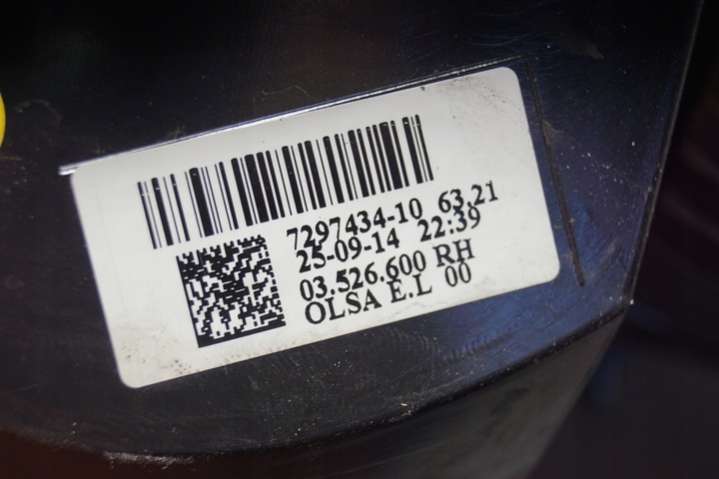 7297434-10 63.21
25-09-14 22:39
03.526.600 RH
OLSA E.L 00